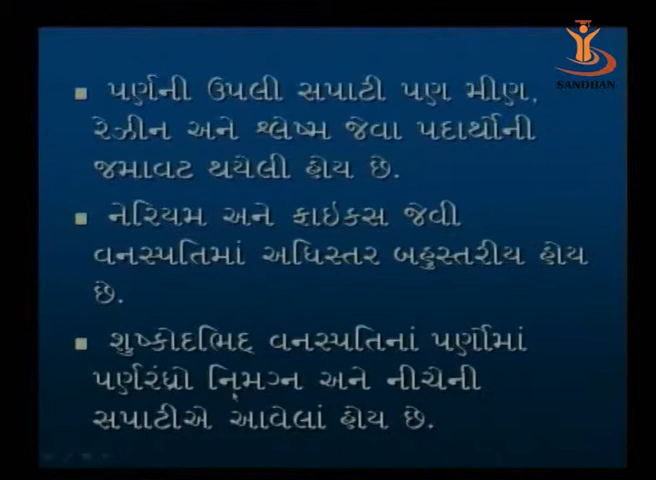 SANDHAN
▪ પર્ણની ઉપલી સપાટી પણ મીણ,
રેઝીન અને શ્લેષ્મ જેવા પદાર્થોની
જમાવટ થયેલી હોય છે.
▪ નેરિયમ અને ફાઇકસ જેવી
વનસ્પતિમાં અધિસ્તર બહુસ્તરીય હોય
છે.
▪ શુષ્કોદભિદ્ વનસ્પતિનાં પર્ણોમાં
પર્ણરંધ્રો નિમગ્ન અને નીચેની
સપાટીએ આવેલાં હોય છે.